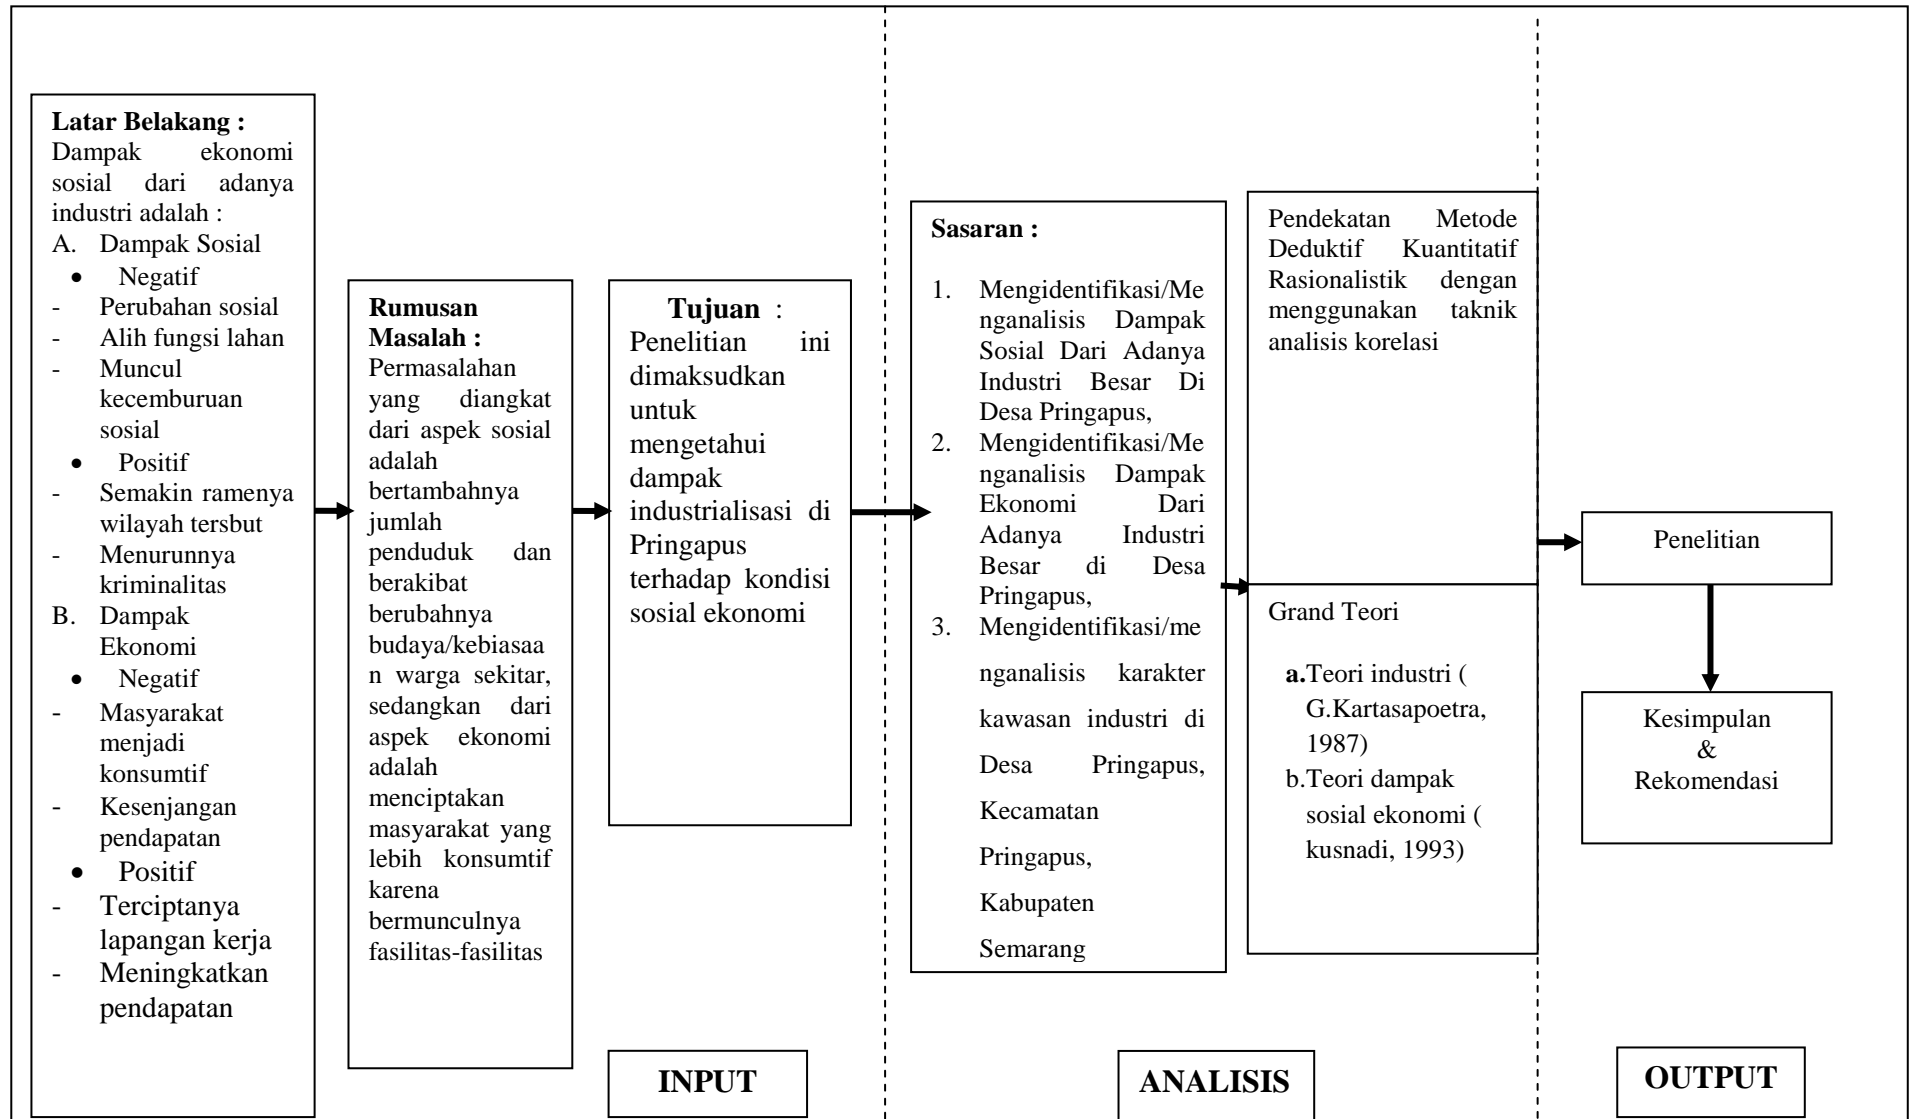 Latar Belakang :
Dampak ekonomi
sosial dari adanya
industri adalah :
A. Dampak Sosial
• Negatif
- Perubahan sosial
- Alih fungsi lahan
- Muncul
kecemburuan
sosial
• Positif
- Semakin ramenya
wilayah tersbut
- Menurunnya
kriminalitas
B. Dampak
Ekonomi
• Negatif
- Masyarakat
menjadi
konsumtif
- Kesenjangan
pendapatan
• Positif
- Terciptanya
lapangan kerja
- Meningkatkan
pendapatan
Rumusan
Masalah :
Permasalahan
yang diangkat
dari aspek sosial
adalah
bertambahnya
jumlah
penduduk dan
berakibat
berubahnya
budaya/kebiasaa
n warga sekitar,
sedangkan dari
aspek ekonomi
adalah
menciptakan
masyarakat yang
lebih konsumtif
karena
bermunculnya
fasilitas-fasilitas
Tujuan :
Penelitian ini
dimaksudkan
untuk
mengetahui
dampak
industrialisasi di
Pringapus
terhadap kondisi
sosial ekonomi
INPUT
Sasaran :
1. Mengidentifikasi/Me
nganalisis Dampak
Sosial Dari Adanya
Industri Besar Di
Desa Pringapus,
2. Mengidentifikasi/Me
nganalisis Dampak
Ekonomi Dari
Adanya Industri
Besar di Desa
Pringapus,
3. Mengidentifikasi/me
nganalisis karakter
kawasan industri di
Desa Pringapus,
Kecamatan
Pringapus,
Kabupaten
Semarang
Pendekatan Metode
Deduktif Kuantitatif
Rasionalistik dengan
menggunakan taknik
analisis korelasi
Grand Teori
a.Teori industri (
G.Kartasapoetra,
1987)
b.Teori dampak
sosial ekonomi (
kusnadi, 1993)
ANALISIS
Penelitian
Kesimpulan
&
Rekomendasi
OUTPUT